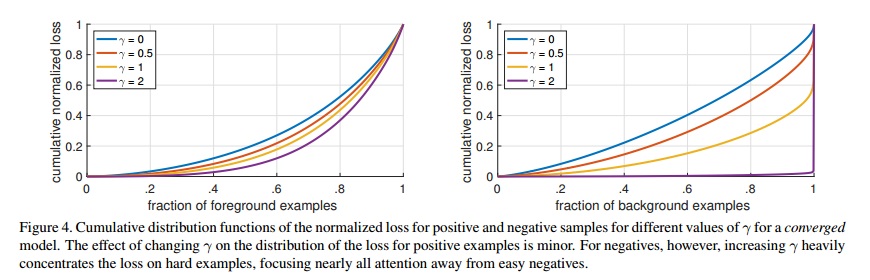 cumulative normalized loss
1
0.8
0.6
0.4
0.2
0
γ = 0
γ = 0.5
γ = 1
γ = 2
0
.2
.4
.6
.8
1
fraction of foreground examples
cumulative normalized loss
1
0.8
0.6
0.4
0.2
0
γ = 0
γ = 0.5
γ = 1
γ = 2
0
.2
.4
.6
.8
1
fraction of background examples
Figure 4. Cumulative distribution functions of the normalized loss for positive and negative samples for different values of γ for a converged
model. The effect of changing γ on the distribution of the loss for positive examples is minor. For negatives, however, increasing γ heavily
concentrates the loss on hard examples, focusing nearly all attention away from easy negatives.